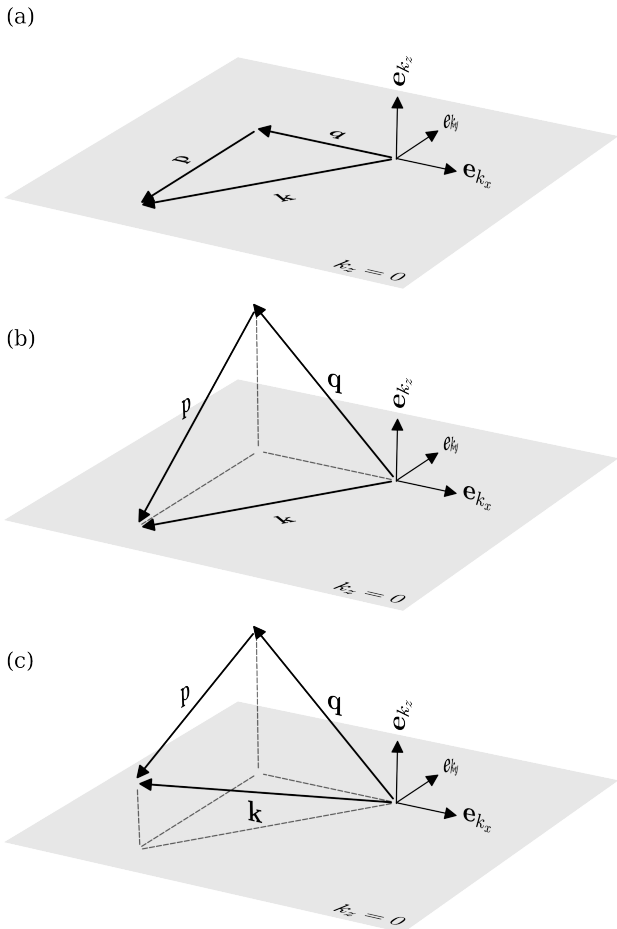 (a)
𝐞_{k_z}
𝐞_{k_y}
q
𝐞_{k_x}
p
k
k_z = 0
(b)
q
𝐞_{k_z}
p
𝐞_{k_y}
𝐞_{k_x}
k
k_z = 0
(c)
p
q
𝐞_{k_z}
𝐞_{k_y}
𝐞_{k_x}
k
k_z = 0